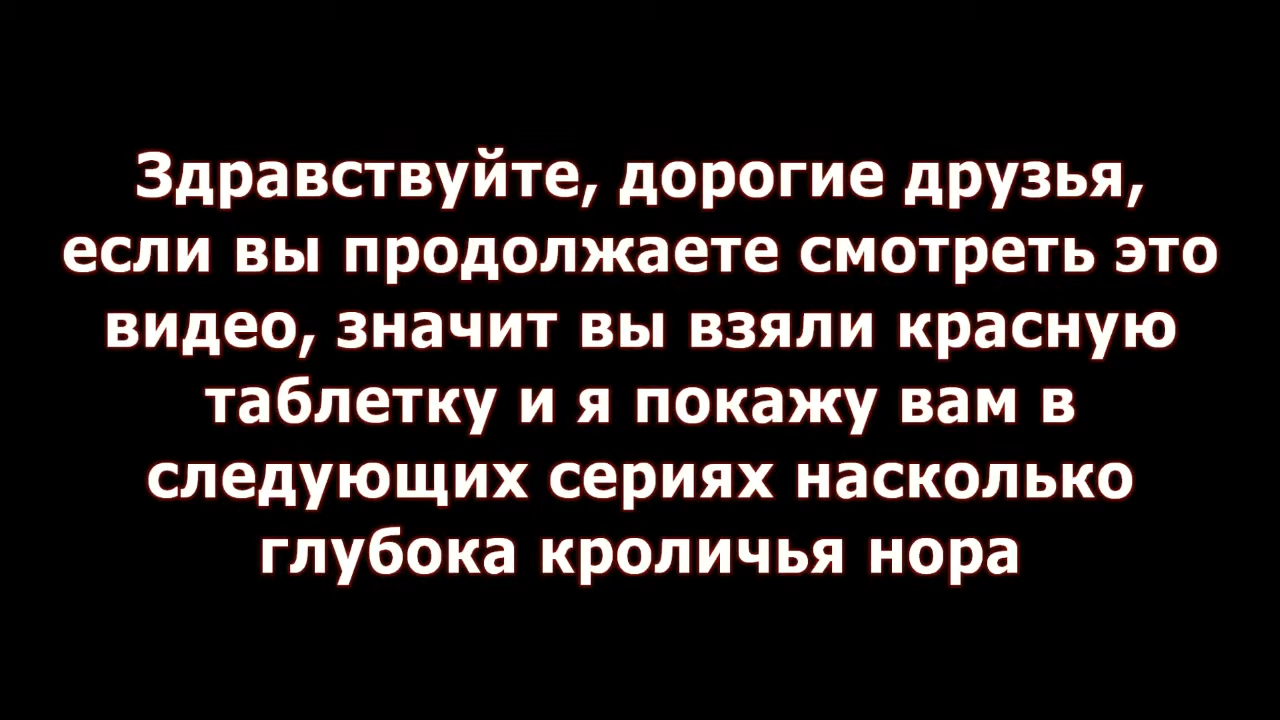 Здравствуйте, дорогие друзья,
если вы продолжаете смотреть это
видео, значит вы взяли красную
таблетку и я покажу вам в
следующих сериях насколько
глубока кроличья нора